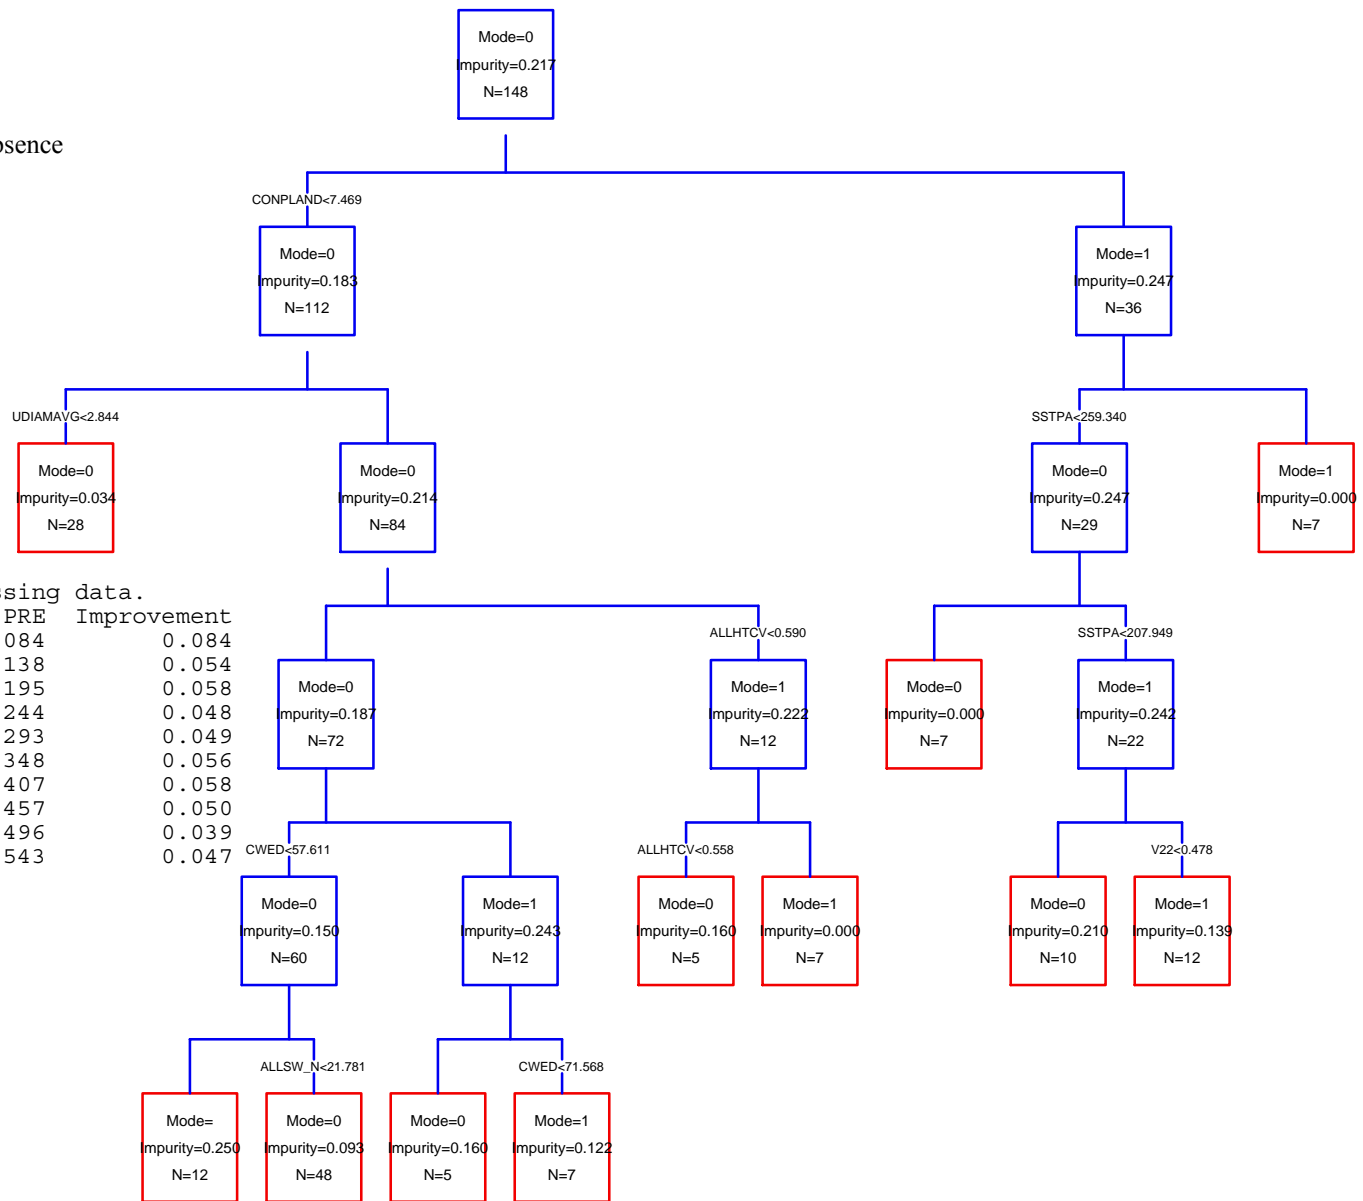 Mode=0
Impurity=0.217
N=148
CONPLAND<7.469
Mode=0
Impurity=0.183
N=112
Mode=1
Impurity=0.247
N=36
UDIAMAVG<2.844
SSTPA<259.340
Mode=0
Impurity=0.034
N=28
Mode=0
Impurity=0.214
N=84
Mode=0
Impurity=0.247
N=29
Mode=1
Impurity=0.000
N=7
data.
PRE Improvement
084 0.084
138 0.054
195 0.058
244 0.048
293 0.049
348 0.056
407 0.058
457 0.050
496 0.039
543 0.047
ALLHTCV<0.590
SSTPA<207.949
Mode=0
Impurity=0.187
N=72
Mode=1
Impurity=0.222
N=12
Mode=0
Impurity=0.000
N=7
Mode=1
Impurity=0.242
N=22
CWED<57.611
ALLHTCV<0.558
V22<0.478
Mode=0
Impurity=0.150
N=60
Mode=1
Impurity=0.243
N=12
Mode=0
Impurity=0.160
N=5
Mode=1
Impurity=0.000
N=7
Mode=0
Impurity=0.210
N=10
Mode=1
Impurity=0.139
N=12
ALLSW_N<21.781
CWED<71.568
Mode=
Impurity=0.250
N=12
Mode=0
Impurity=0.093
N=48
Mode=0
Impurity=0.160
N=5
Mode=1
Impurity=0.122
N=7